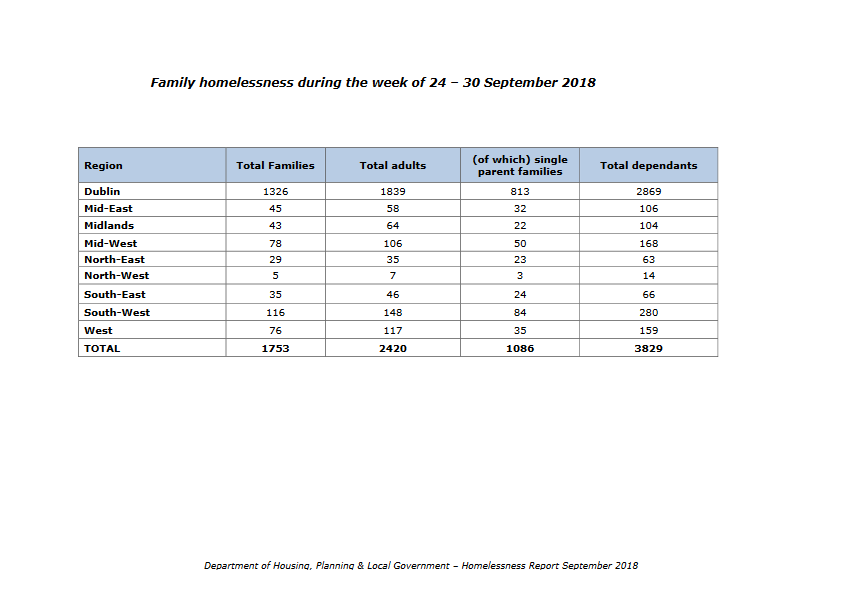 Family homelessness during the week of 24 – 30 September 2018
Region Total Families Total adults (of which) single parent families Total dependants
Dublin 1326 1839 813 2869
Mid-East 45 58 32 106
Midlands 43 64 22 104
Mid-West 78 106 50 168
North-East 29 35 23 63
North-West 5 7 3 14
South-East 35 46 24 66
South-West 116 148 84 280
West 76 117 35 159
TOTAL 1753 2420 1086 3829
Department of Housing, Planning & Local Government – Homelessness Report September 2018